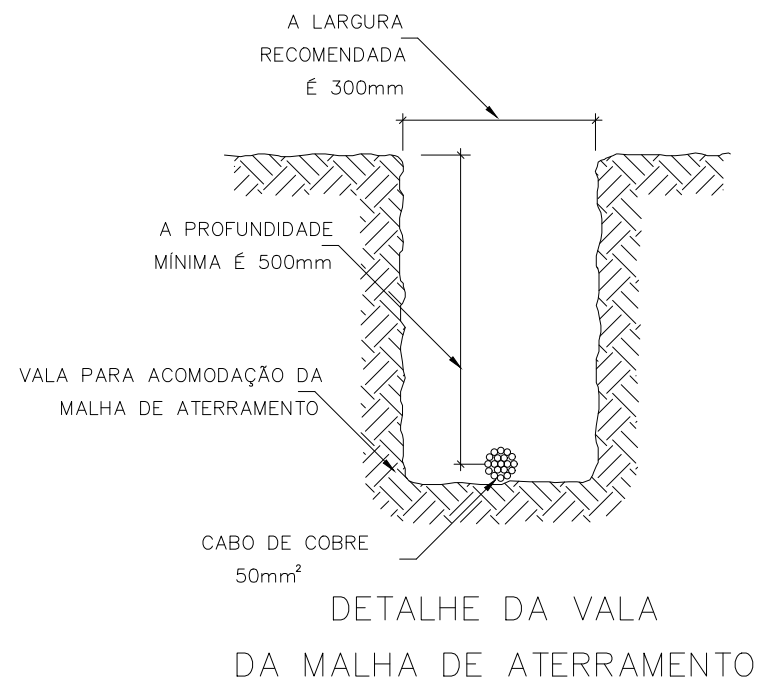 A LARGURA
RECOMENDADA
É 300mm
A PROFUNDIDADE
MÍNIMA É 500mm
VALA PARA ACOMODAÇÃO DA
MALHA DE ATERRAMENTO
CABO DE COBRE
50mm²
DETALHE DA VALA
DA MALHA DE ATERRAMENTO